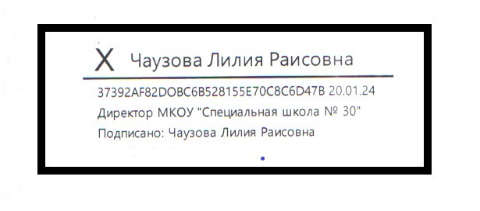 X Чаузова Лилия Раисовна
37392AF82DOBC6B528155E70C8C6D47B 20.01.24
Директор МКОУ "Специальная школа № 30"
Подписано: Чаузова Лилия Раисовна